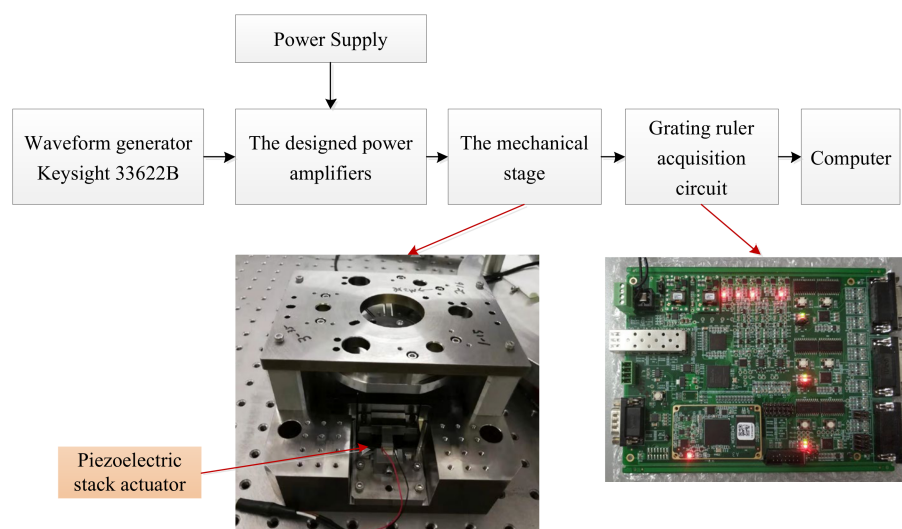 Power Supply
Waveform generator
Keysight 33622B
The designed power
amplifiers
The mechanical
stage
Grating ruler
acquisition
circuit
Computer
Piezoelectric
stack actuator